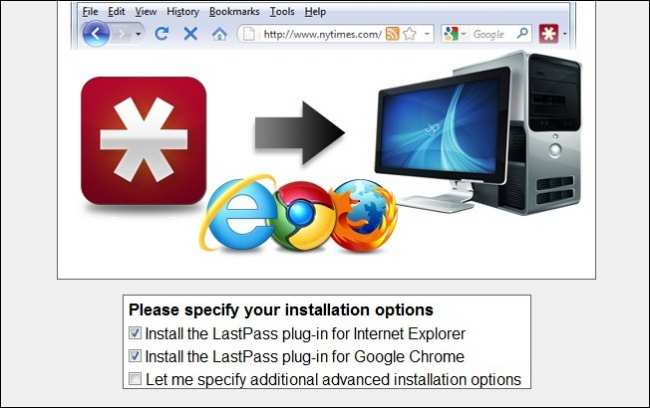 File Edit View History Bookmarks Tools Help
http://www.nytimes.com/ Google
Please specify your installation options
Install the LastPass plug-in for Internet Explorer
Install the LastPass plug-in for Google Chrome
Let me specify additional advanced installation options